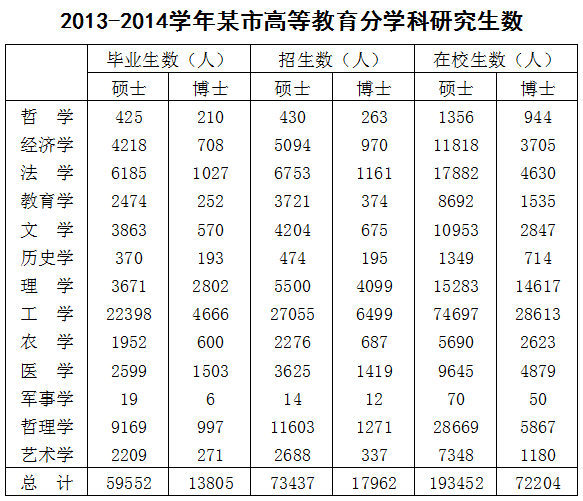 2013-2014学年某市高等教育分学科研究生数
毕业生数（人） 招生数（人） 在校生数（人）
硕士 博士 硕士 博士 硕士 博士
哲 学 425 210 430 263 1356 944
经济学 4218 708 5094 970 11818 3705
法 学 6185 1027 6753 1161 17882 4630
教育学 2474 252 3721 374 8692 1535
文 学 3863 570 4204 675 10953 2847
历史学 370 193 474 195 1349 714
理 学 3671 2802 5500 4099 15283 14617
工 学 22398 4666 27055 6499 74697 28613
农 学 1952 600 2276 687 5690 2623
医 学 2599 1503 3625 1419 9645 4879
军事学 19 6 14 12 70 50
哲理学 9169 997 11603 1271 28669 5867
艺术学 2209 271 2688 337 7348 1180
总 计 59552 13805 73437 17962 193452 72204